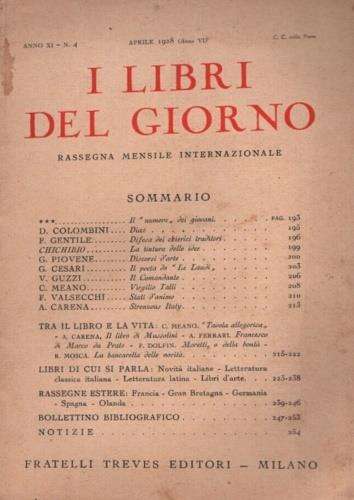 ANNO XI - N. 4 APRILE 1928 (Anno VI) C. C. colla Posta
I LIBRI
DEL GIORNO
RASSEGNA MENSILE INTERNAZIONALE
SOMMARIO
*** Il "numero" dei giovani. PAG. 193
D. COLOMBINI Diaz 195
F. GENTILE Difesa dei chierici traditori. 196
CHICHIBIO La tintura delle idee 199
G. PIOVENE Discorsi d'arte 200
G. CESARI Il poeta de "Le Laudi" 203
V. GUZZI Il Comandante 206
C. MEANO Virgilio Talli 208
F. VALSECCHI Stati d'animo 210
A. CARENA Strenuous Italy 213
TRA IL LIBRO E LA VITA: C. MEANO, "Tavola allegorica„
- A. CARENA, Il libro di Mussolini - A. FERRARI. Francesco
di Marco da Prato - F. DOLFIN. Moretti, e della bontà -
R. MOSCA. La bancarella delle novità. 218-222
LIBRI DI CUI SI PARLA: Novità italiane - Letteratura
classica italiana - Letteratura latina - Libri d'arte. 223-238
RASSEGNE ESTERE: Francia - Gran Bretagna - Germania
- Spagna - Olanda 239-246
BOLLETTINO BIBLIOGRAFICO 247-253
NOTIZIE 254
FRATELLI TREVES EDITORI - MILANO